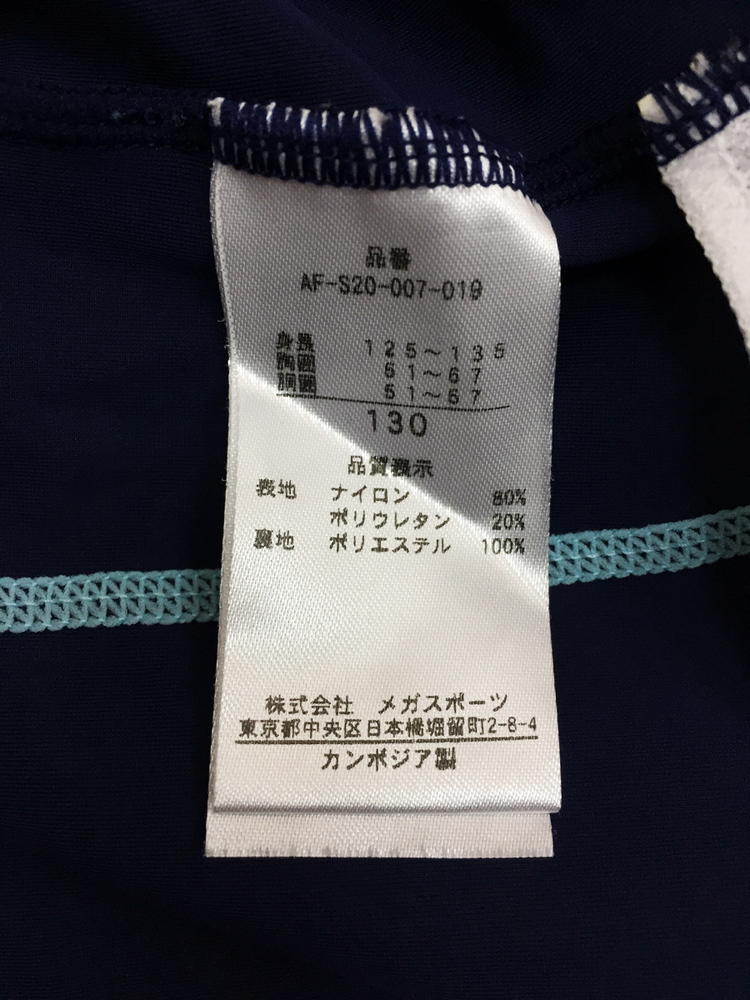 品番
AF-S20-007-019
身長 125～135
胸囲 61～67
胴囲 51～57
130
品質表示
表地 ナイロン 80%
ポリウレタン 20%
裏地 ポリエステル 100%
株式会社 メガスポーツ
東京都中央区日本橋堀留町2-8-4
カンボジア製